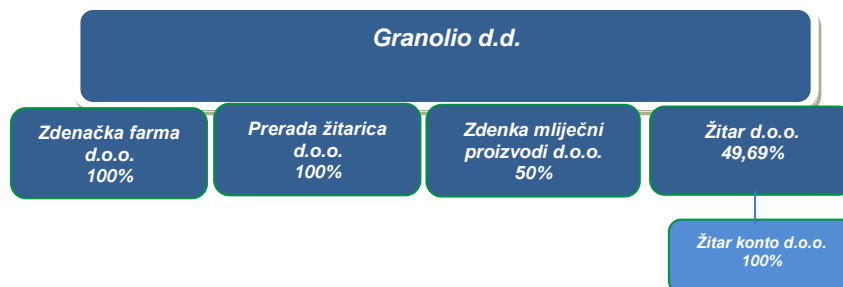 Granolio d.d.
Zdenačka farma
d.o.o.
100%
Prerada žitarica
d.o.o.
100%
Zdenka mliječni
proizvodi d.o.o.
50%
Žitar d.o.o.
49,69%
Žitar konto d.o.o.
100%